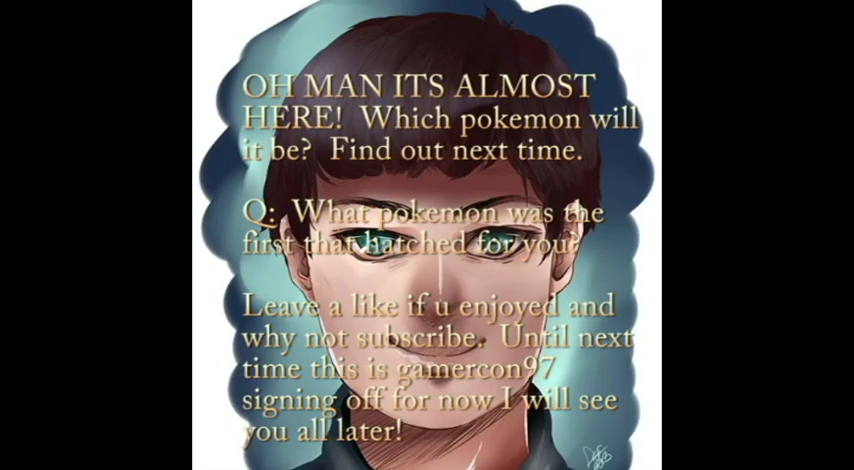 OH MAN ITS ALMOST
HERE! Which pokemon will
it be? Find out next time.
Q: What pokemon was the
first that hatched for you?
Leave a like if u enjoyed and
why not subscribe. Until next
time this is gamercon97
signing off for now I will see
you all later!